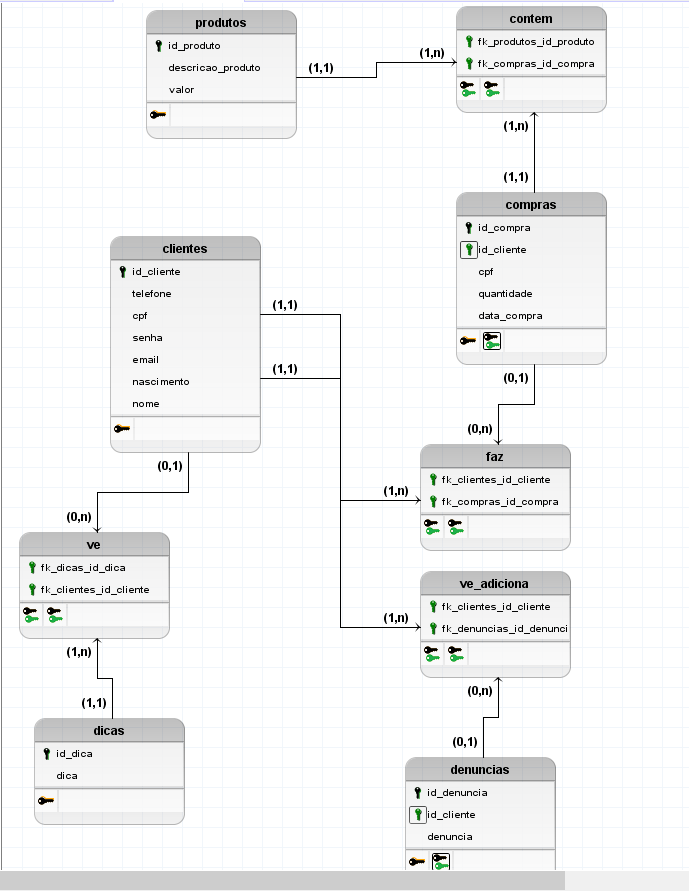 produtos
id_produto
descricao_produto
valor
(1,1)
(1,n)
contem
fk_produtos_id_produto
fk_compras_id_compra
(1,n)
(1,1)
compras
id_compra
id_cliente
cpf
quantidade
data_compra
clientes
id_cliente
telefone
cpf
senha
email
nascimento
nome
(1,1)
(1,1)
(0,1)
(0,n)
(0,1)
(0,n)
faz
fk_clientes_id_cliente
fk_compras_id_compra
(1,n)
ve
fk_dicas_id_dica
fk_clientes_id_cliente
ve_adiciona
fk_clientes_id_cliente
fk_denuncias_id_denunci
(1,n)
(1,n)
(1,1)
dicas
id_dica
dica
(0,n)
(0,1)
denuncias
id_denuncia
id_cliente
denuncia